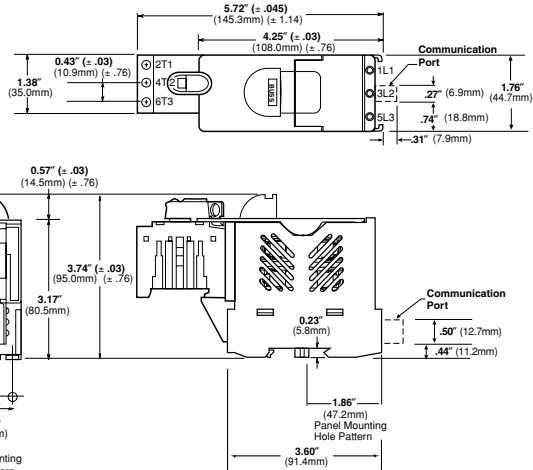 5.72" (± .045)
(145.3mm) (± 1.14)
4.25" (± .03)
(108.0mm) (± .76)
Communication
Port
0.43" (± .03)
(10.9mm) (± .76)
1.38"
(35.0mm)
2T1
4T2
6T3
BUSS
1L1
3L2
5L3
.27" (6.9mm)
.74" (18.8mm)
.31" (7.9mm)
1.76"
(44.7mm)
0.57" (± .03)
(14.5mm) (± .76)
3.74" (± .03)
(95.0mm) (± .76)
3.17"
(80.5mm)
0.23"
(5.8mm)
Communication
Port
.50" (12.7mm)
.44" (11.2mm)
1.86"
(47.2mm)
Panel Mounting
Hole Pattern
3.60"
(91.4mm)